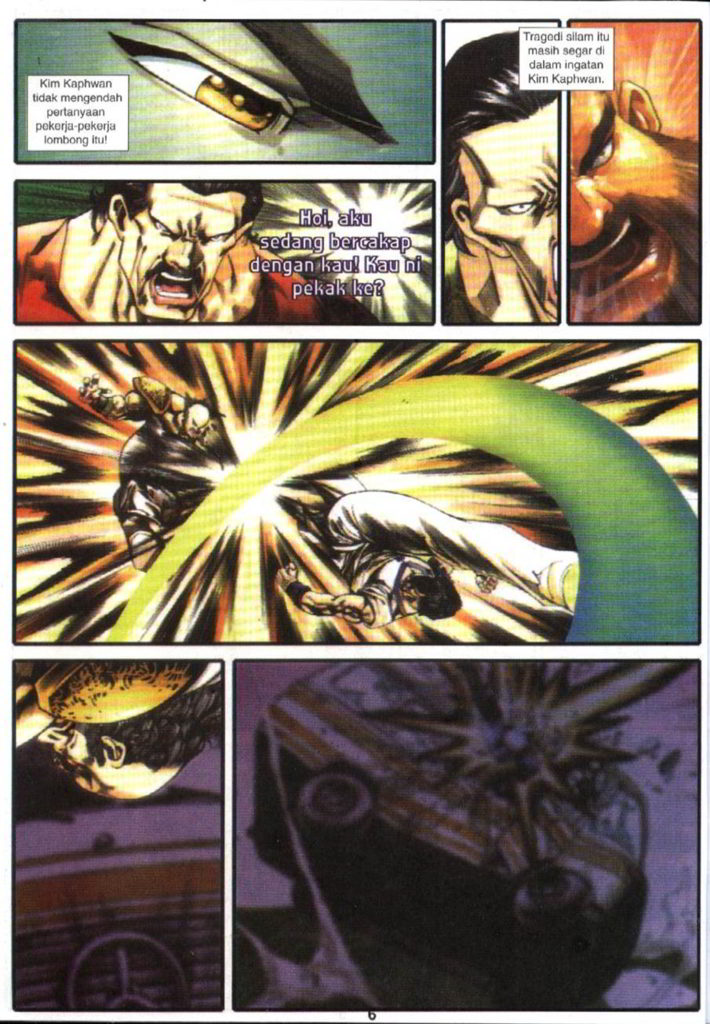 Kim Kaphwan
tidak mengendah
pertanyaan
pekerja-pekerja
lombong itu!
Tragedi silam itu
masih segar di
dalam ingatan
Kim Kaphwan.
Hoi, aku
sedang bercakap
dengan kau! Kau ni
pekak ke?
6